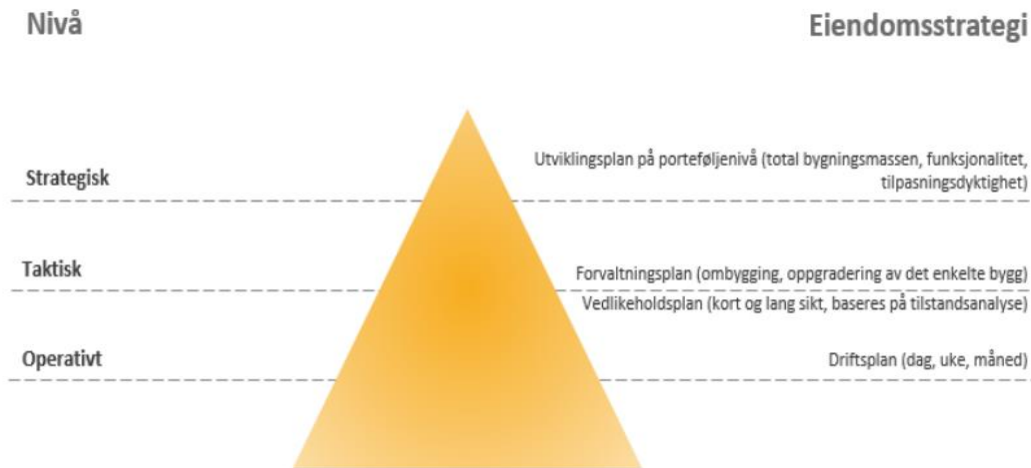 Nivå
Eiendomsstrategi
Strategisk
Utviklingsplan på porteføljenivå (total bygningsmassen, funksjonalitet,
tilpasningsdyktighet)
Taktisk
Forvaltningsplan (ombygging, oppgradering av det enkelte bygg)
Vedlikeholdsplan (kort og lang sikt, baseres på tilstandsanalyse)
Operativt
Driftsplan (dag, uke, måned)